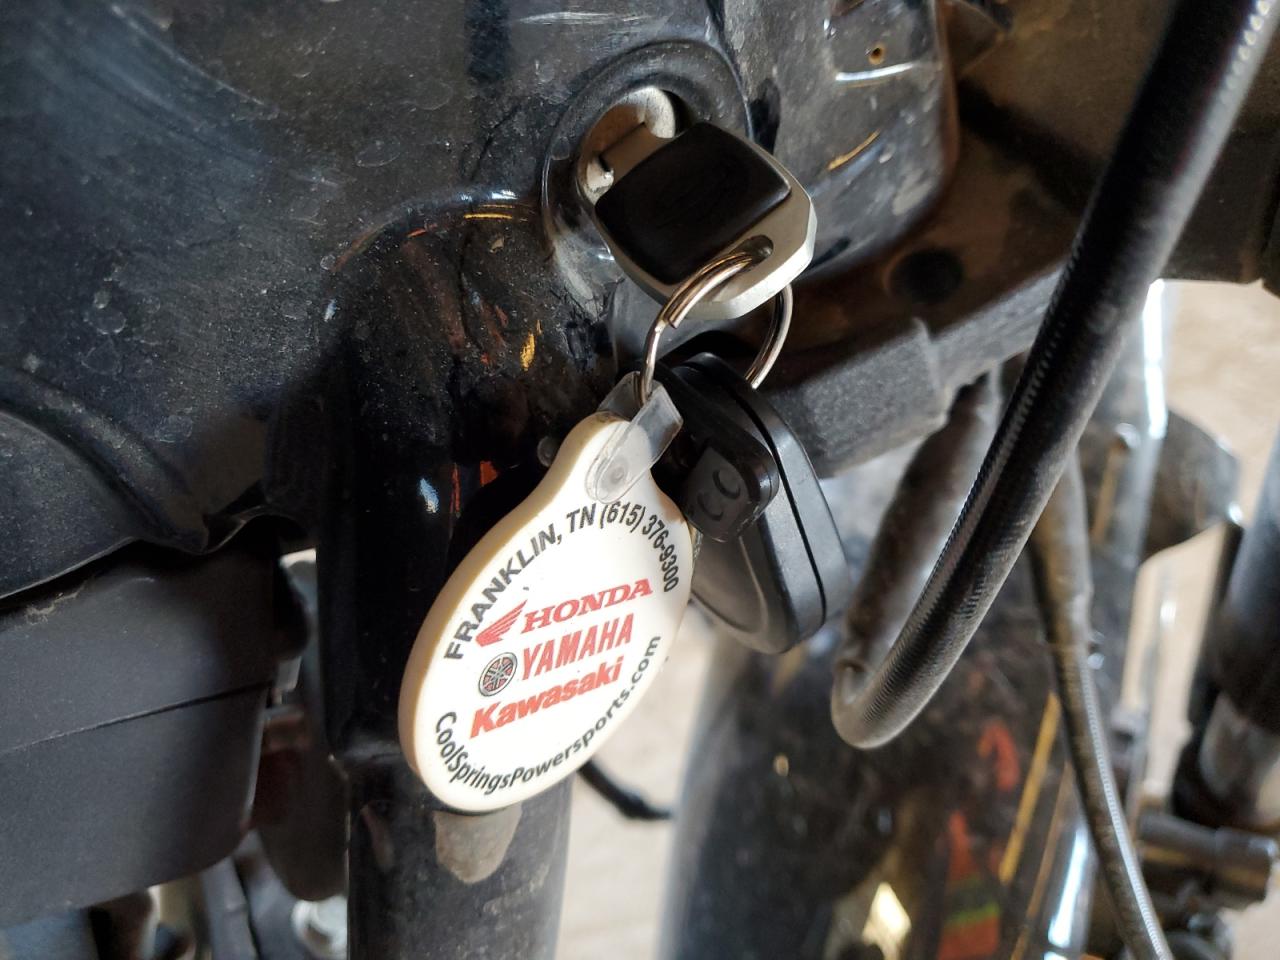 FRANKLIN, TN (615) 376-9300
HONDA
YAMAHA
Kawasaki
CoolSpringsPowersports.com